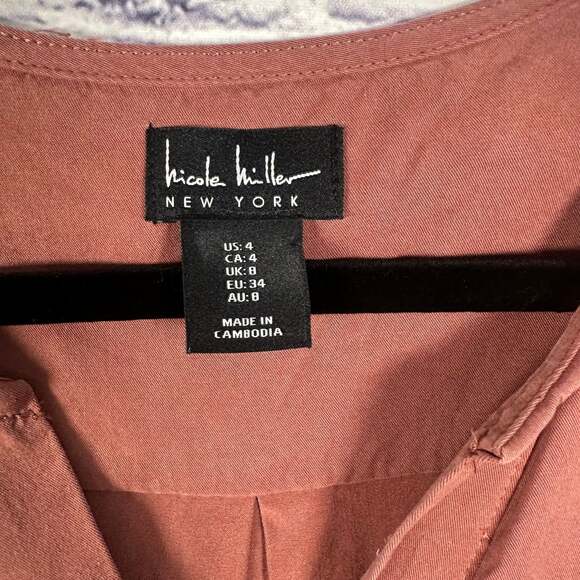 Nicole Miller
NEW YORK
US: 4
CA: 4
UK: 8
EU: 34
AU: 8
MADE IN
CAMBODIA